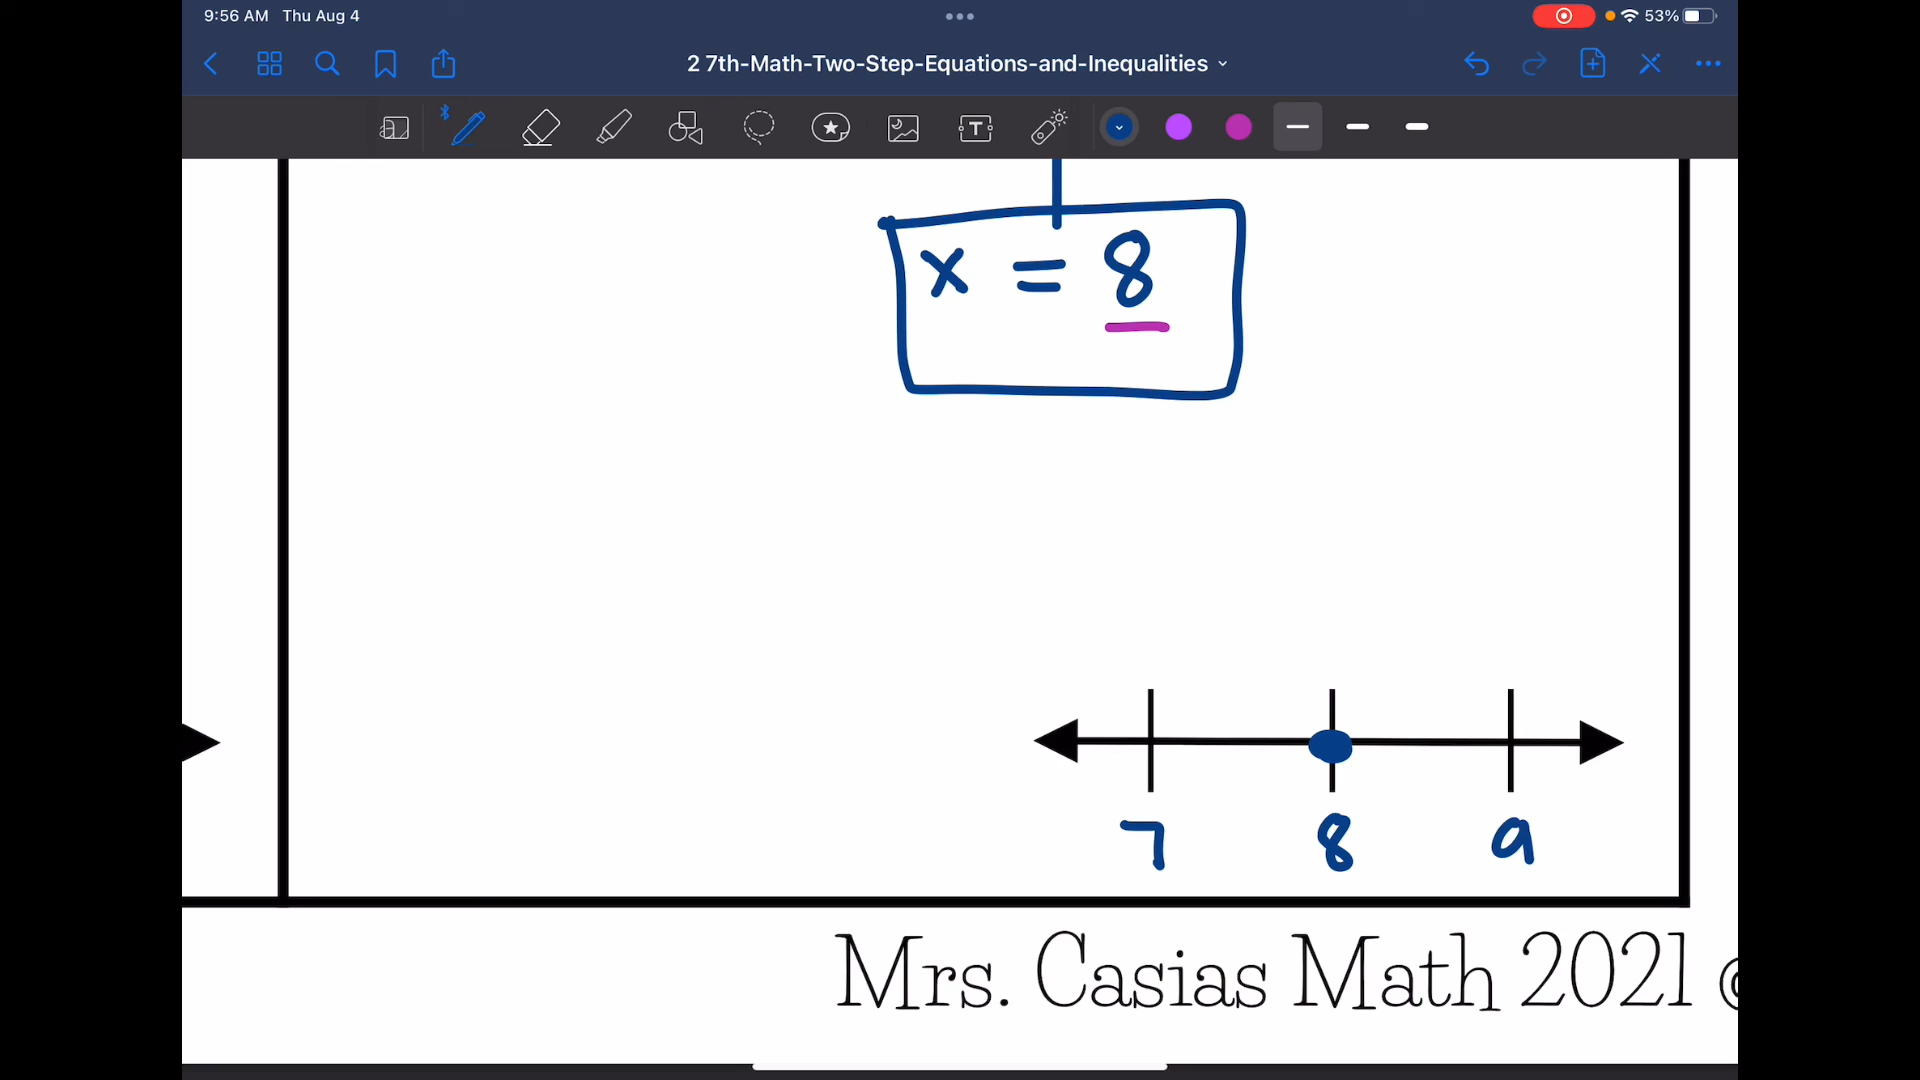 9:56 AM Thu Aug 4
53%
2 7th-Math-Two-Step-Equations-and-Inequalities
T
x = 8
7 8 9
Mrs. Casias Math 2021 @